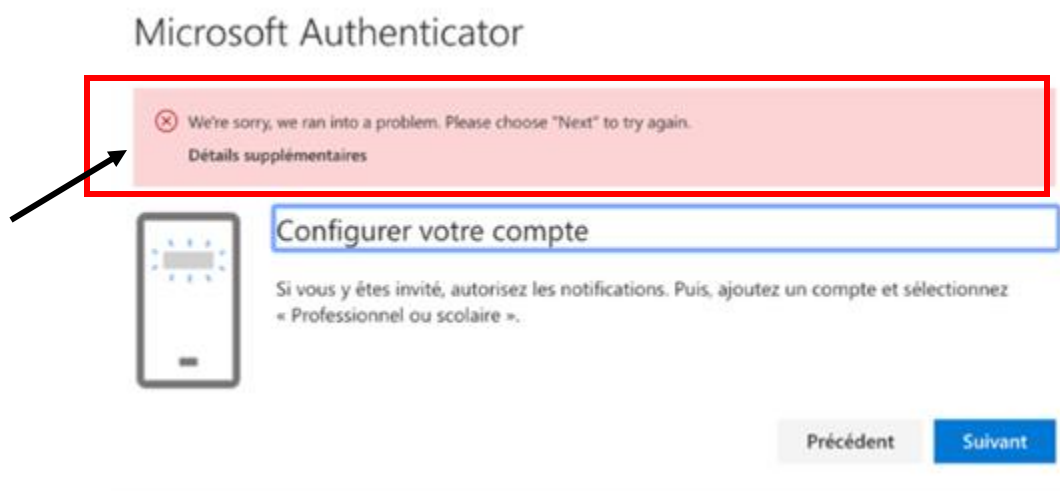 Microsoft Authenticator
We're sorry, we ran into a problem. Please choose "Next" to try again.
Détails supplémentaires
Configurer votre compte
Si vous y êtes invité, autorisez les notifications. Puis, ajoutez un compte et sélectionnez
« Professionnel ou scolaire ».
Précédent
Suivant